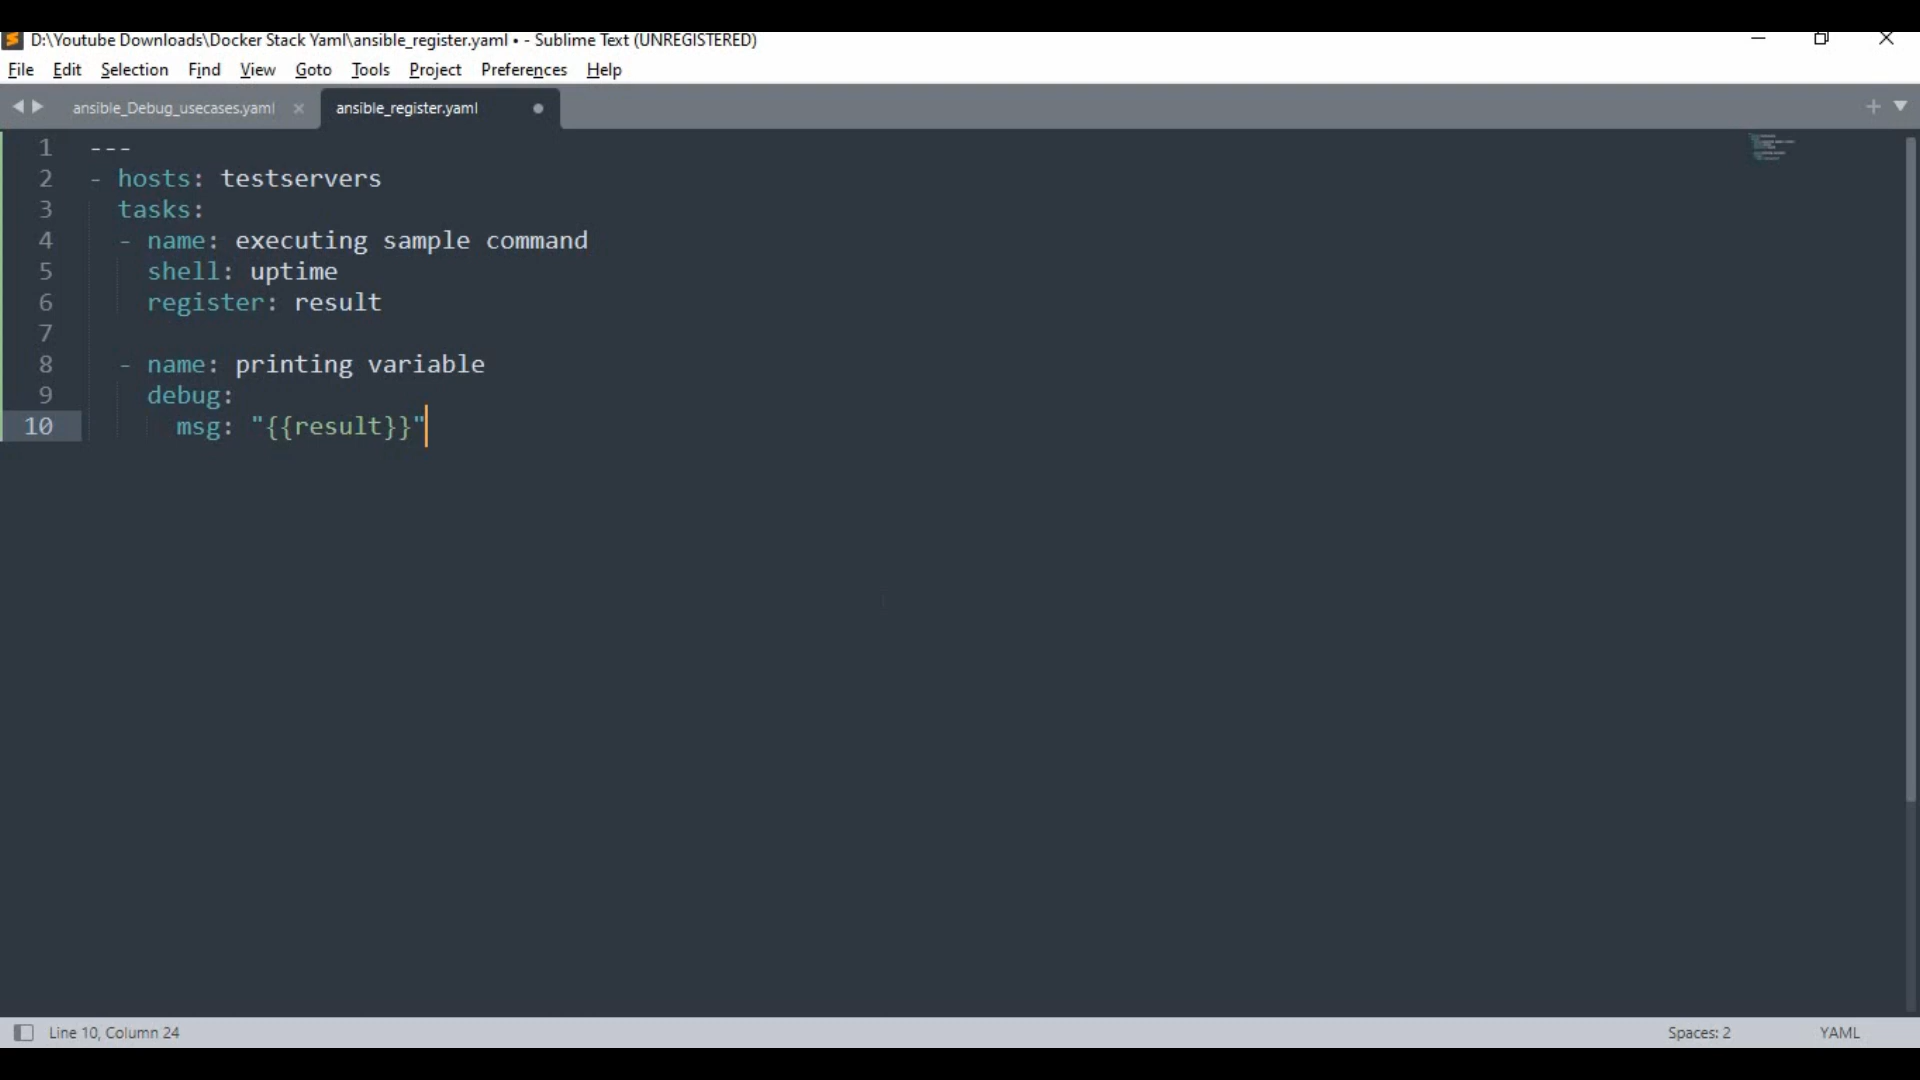 D:\Youtube Downloads\Docker Stack Yaml\ansible_register.yaml • - Sublime Text (UNREGISTERED)
File Edit Selection Find View Goto Tools Project Preferences Help
ansible_Debug_usecases.yaml ansible_register.yaml
1 ---
2 - hosts: testservers
3   tasks:
4   - name: executing sample command
5     shell: uptime
6     register: result
7
8   - name: printing variable
9     debug:
10      msg: "{{result}}"
Line 10, Column 24 Spaces: 2 YAML